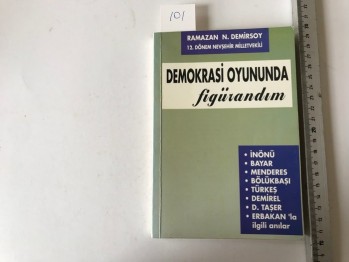 101
RAMAZAN N. DEMİRSOY
12. DÖNEM NEVŞEHİR MİLLETVEKİLİ
DEMOKRASİ OYUNUNDA
figürandım
• İNÖNÜ
• BAYAR
• MENDERES
• BÖLÜKBAŞI
• TÜRKEŞ
• DEMİREL
• D. TAŞER
• ERBAKAN 'la
ilgili anılar